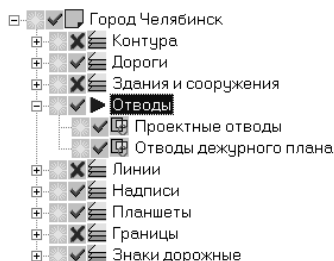 Город Челябинск
Контура
Дороги
Здания и сооружения
Отводы
Проектные отводы
Отводы дежурного плана
Линии
Надписи
Планшеты
Границы
Знаки дорожные